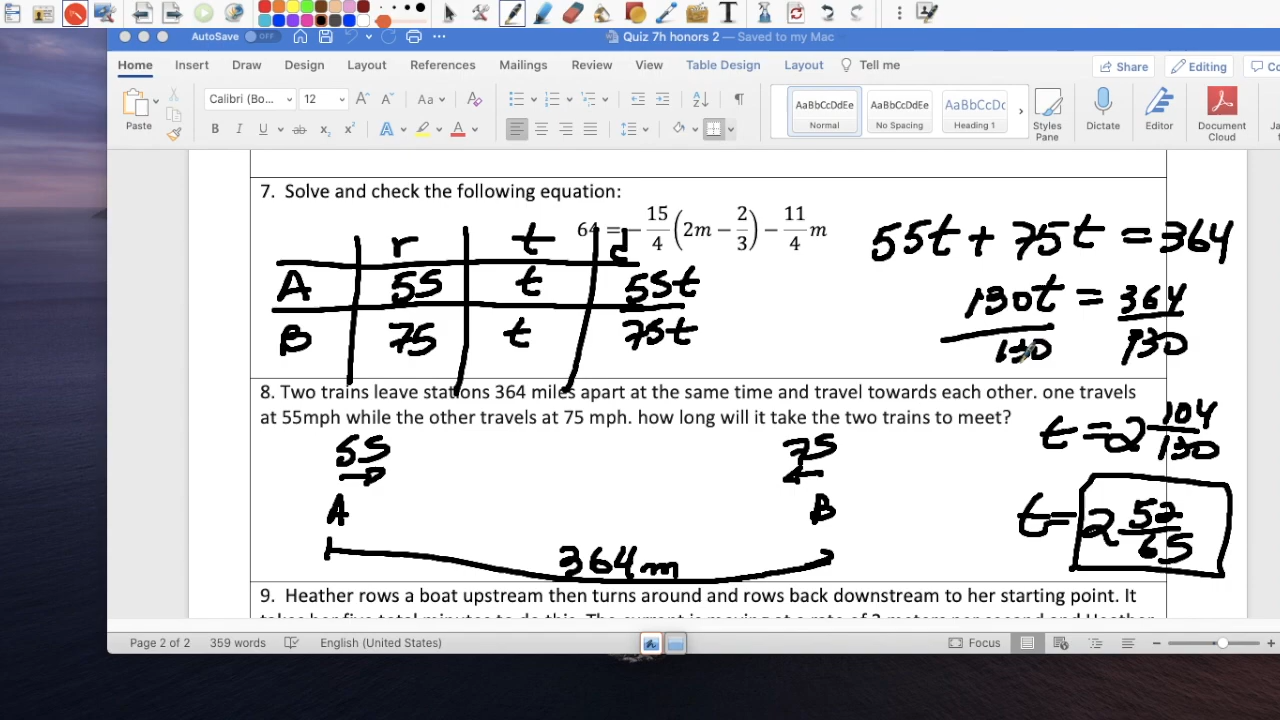 AutoSave OFF
Quiz 7h honors 2 — Saved to my Mac
Home Insert Draw Design Layout References Mailings Review View Table Design Layout Tell me
Share Editing Co
Paste
Calibri (Bo... 12
AaBbCcDdEe AaBbCcDdEe AaBbCcDc
Normal No Spacing Heading 1
Styles Pane Dictate Editor Document Cloud
7. Solve and check the following equation:
64 = − 15/4 (2m − 2/3) − 11/4 m
r t d
A 55 t 55t
B 75 t 75t
55t + 75t = 364
130t = 364
130 130
8. Two trains leave stations 364 miles apart at the same time and travel towards each other. one travels
at 55mph while the other travels at 75 mph. how long will it take the two trains to meet?
t = 2 104/130
55 75
A B
t = 2 52/65
364m
9. Heather rows a boat upstream then turns around and rows back downstream to her starting point. It
Page 2 of 2 359 words English (United States) Focus